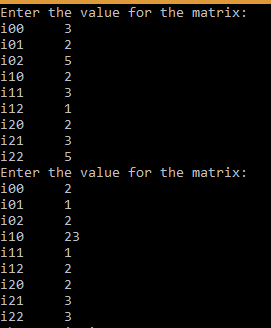 Enter the value for the matrix:
i00 3
i01 2
i02 5
i10 2
i11 3
i12 1
i20 2
i21 3
i22 5
Enter the value for the matrix:
i00 2
i01 1
i02 2
i10 23
i11 1
i12 2
i20 2
i21 3
i22 3